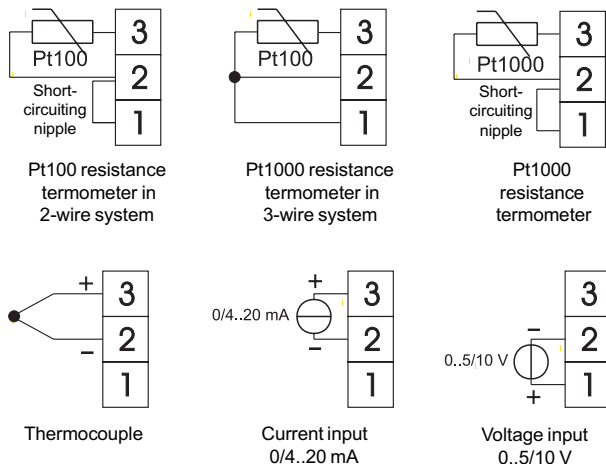 3
Pt100
2
Short-
circuiting
nipple
1
Pt100 resistance
termometer in
2-wire system
3
Pt100
2
1
Pt1000 resistance
termometer in
3-wire system
3
Pt1000
2
Short-
circuiting
nipple
1
Pt1000
resistance
termometer
+
3
2
–
1
Thermocouple
+
3
0/4..20 mA
2
–
1
Current input
0/4..20 mA
3
–
2
0..5/10 V
1
+
Voltage input
0..5/10 V